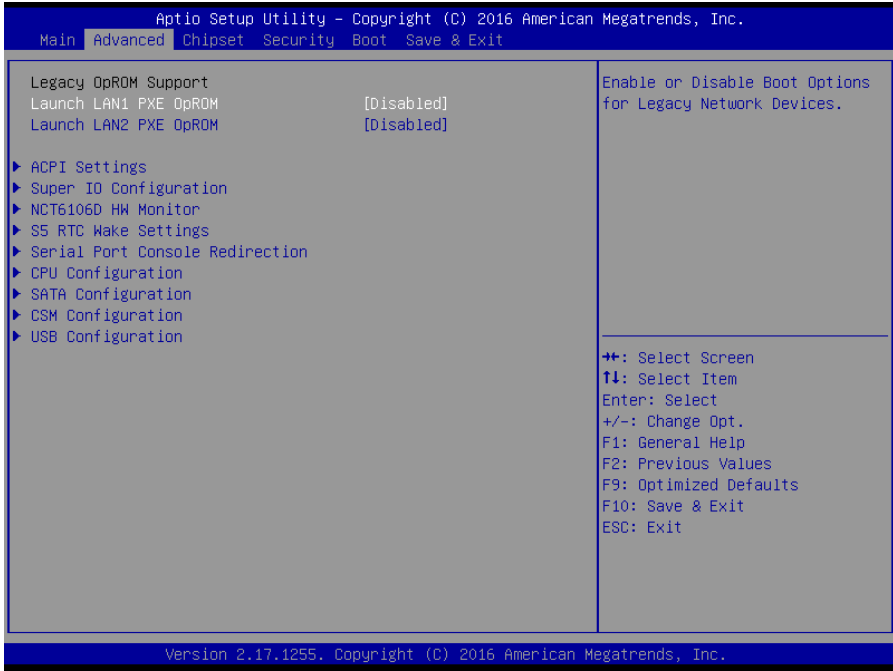 Aptio Setup Utility – Copyright (C) 2016 American Megatrends, Inc.
Main Advanced Chipset Security Boot Save & Exit
Legacy OpROM Support
Launch LAN1 PXE OpROM [Disabled]
Launch LAN2 PXE OpROM [Disabled]
ACPI Settings
Super IO Configuration
NCT6106D HW Monitor
S5 RTC Wake Settings
Serial Port Console Redirection
CPU Configuration
SATA Configuration
CSM Configuration
USB Configuration
Enable or Disable Boot Options
for Legacy Network Devices.
→←: Select Screen
↑↓: Select Item
Enter: Select
+/-: Change Opt.
F1: General Help
F2: Previous Values
F9: Optimized Defaults
F10: Save & Exit
ESC: Exit
Version 2.17.1255. Copyright (C) 2016 American Megatrends, Inc.